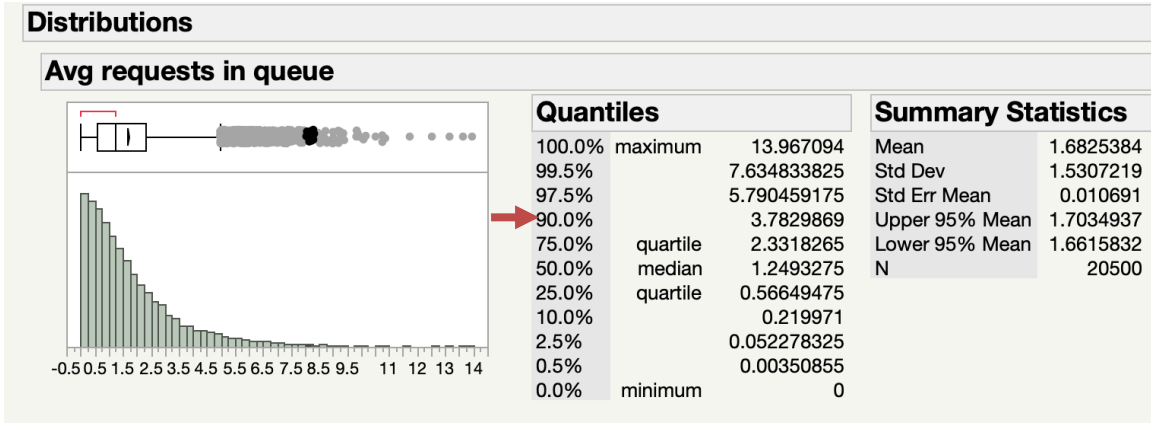 Distributions
Avg requests in queue
-0.5 0.5 1.5 2.5 3.5 4.5 5.5 6.5 7.5 8.5 9.5 11 12 13 14
Quantiles
100.0% maximum 13.967094
99.5% 7.634833825
97.5% 5.790459175
90.0% 3.7829869
75.0% quartile 2.3318265
50.0% median 1.2493275
25.0% quartile 0.56649475
10.0% 0.219971
2.5% 0.052278325
0.5% 0.00350855
0.0% minimum 0
Summary Statistics
Mean 1.6825384
Std Dev 1.5307219
Std Err Mean 0.010691
Upper 95% Mean 1.7034937
Lower 95% Mean 1.6615832
N 20500